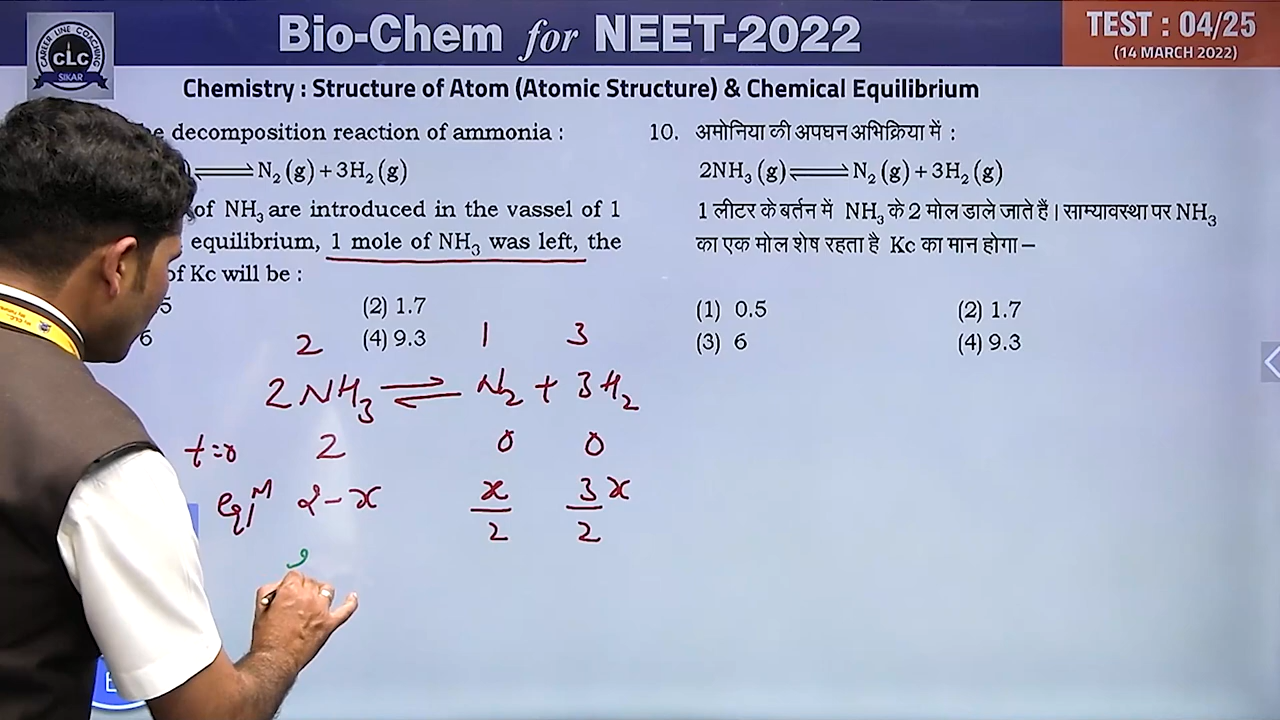 Bio-Chem for NEET-2022
TEST : 04/25
(14 MARCH 2022)
CAREER LINE COACHING
CLC
SIKAR
Chemistry : Structure of Atom (Atomic Structure) & Chemical Equilibrium
decomposition reaction of ammonia :
⇌ N₂ (g) + 3H₂ (g)
of NH₃ are introduced in the vassel of 1
equilibrium, 1 mole of NH₃ was left, the
of Kc will be :
5 (2) 1.7
6 (4) 9.3
10. अमोनिया की अपघन अभिक्रिया में :
2NH₃ (g) ⇌ N₂ (g) + 3H₂ (g)
1 लीटर के बर्तन में NH₃ के 2 मोल डाले जाते हैं। साम्यावस्था पर NH₃
का एक मोल शेष रहता है Kc का मान होगा–
(1) 0.5 (2) 1.7
(3) 6 (4) 9.3
2 1 3
2NH₃ ⇌ N₂ + 3H₂
t=0 2 0 0
eqᵐ 2-x x/2 3x/2